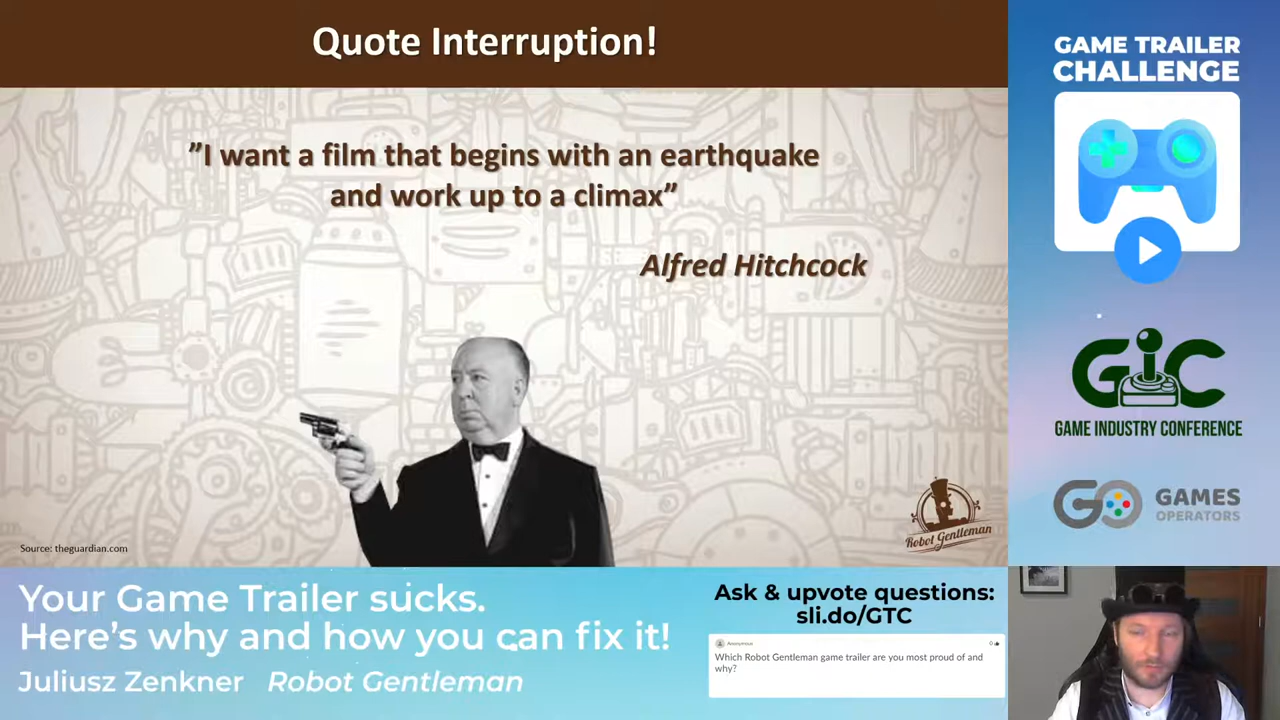 Quote Interruption!
”I want a film that begins with an earthquake
and work up to a climax”
Alfred Hitchcock
Robot Gentleman
Source: theguardian.com
GAME TRAILER
CHALLENGE
GIC
GAME INDUSTRY CONFERENCE
GO GAMES
OPERATORS
Your Game Trailer sucks.
Here’s why and how you can fix it!
Juliusz Zenkner Robot Gentleman
Ask & upvote questions:
sli.do/GTC
Anonymous 0
Which Robot Gentleman game trailer are you most proud of and
why?